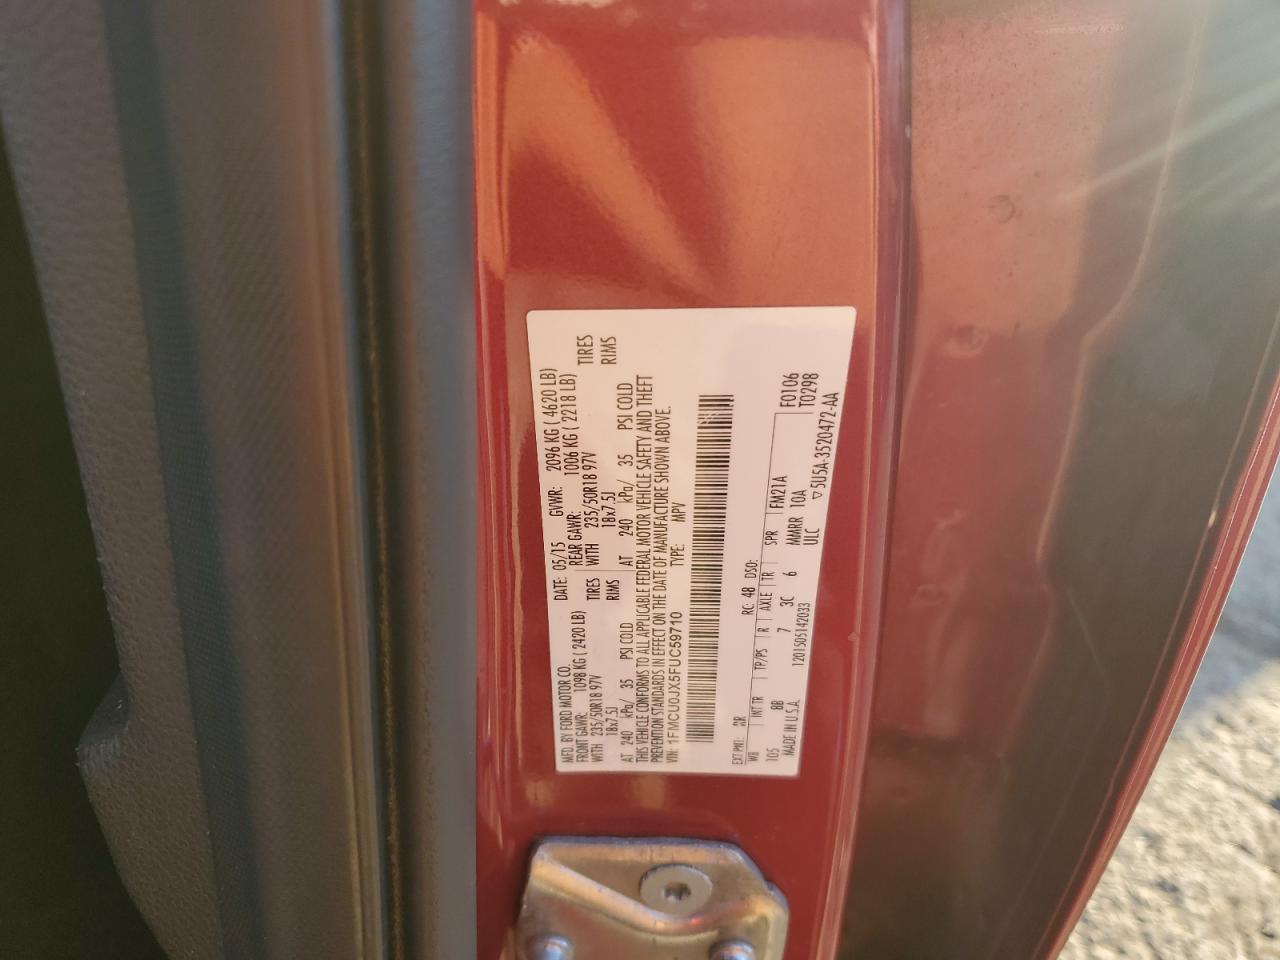 MFD. BY FORD MOTOR CO.
DATE: 05/15 GVWR: 2096 KG ( 4620 LB)
FRONT GAWR: 1098 KG ( 2420 LB)
REAR GAWR: 1006 KG ( 2218 LB)
WITH 235/50R18 97V TIRES
WITH 235/50R18 97V TIRES
18x7.5J RIMS
18x7.5J RIMS
AT 240 kPa/ 35 PSI COLD
AT 240 kPa/ 35 PSI COLD
THIS VEHICLE CONFORMS TO ALL APPLICABLE FEDERAL MOTOR VEHICLE SAFETY AND THEFT
PREVENTION STANDARDS IN EFFECT ON THE DATE OF MANUFACTURE SHOWN ABOVE.
VIN: 1FMCU0JX5FUC59710 TYPE: MPV
EXT PNT: RR RC: 48 DSO: F0106
WB INT TR TP/PS R AXLE TR SPR FM21A T0298
105 8B 7 3C 6 MMRR 10A
MADE IN U.S.A. 1201505142033 ULC ▽5U5A-3520472-AA